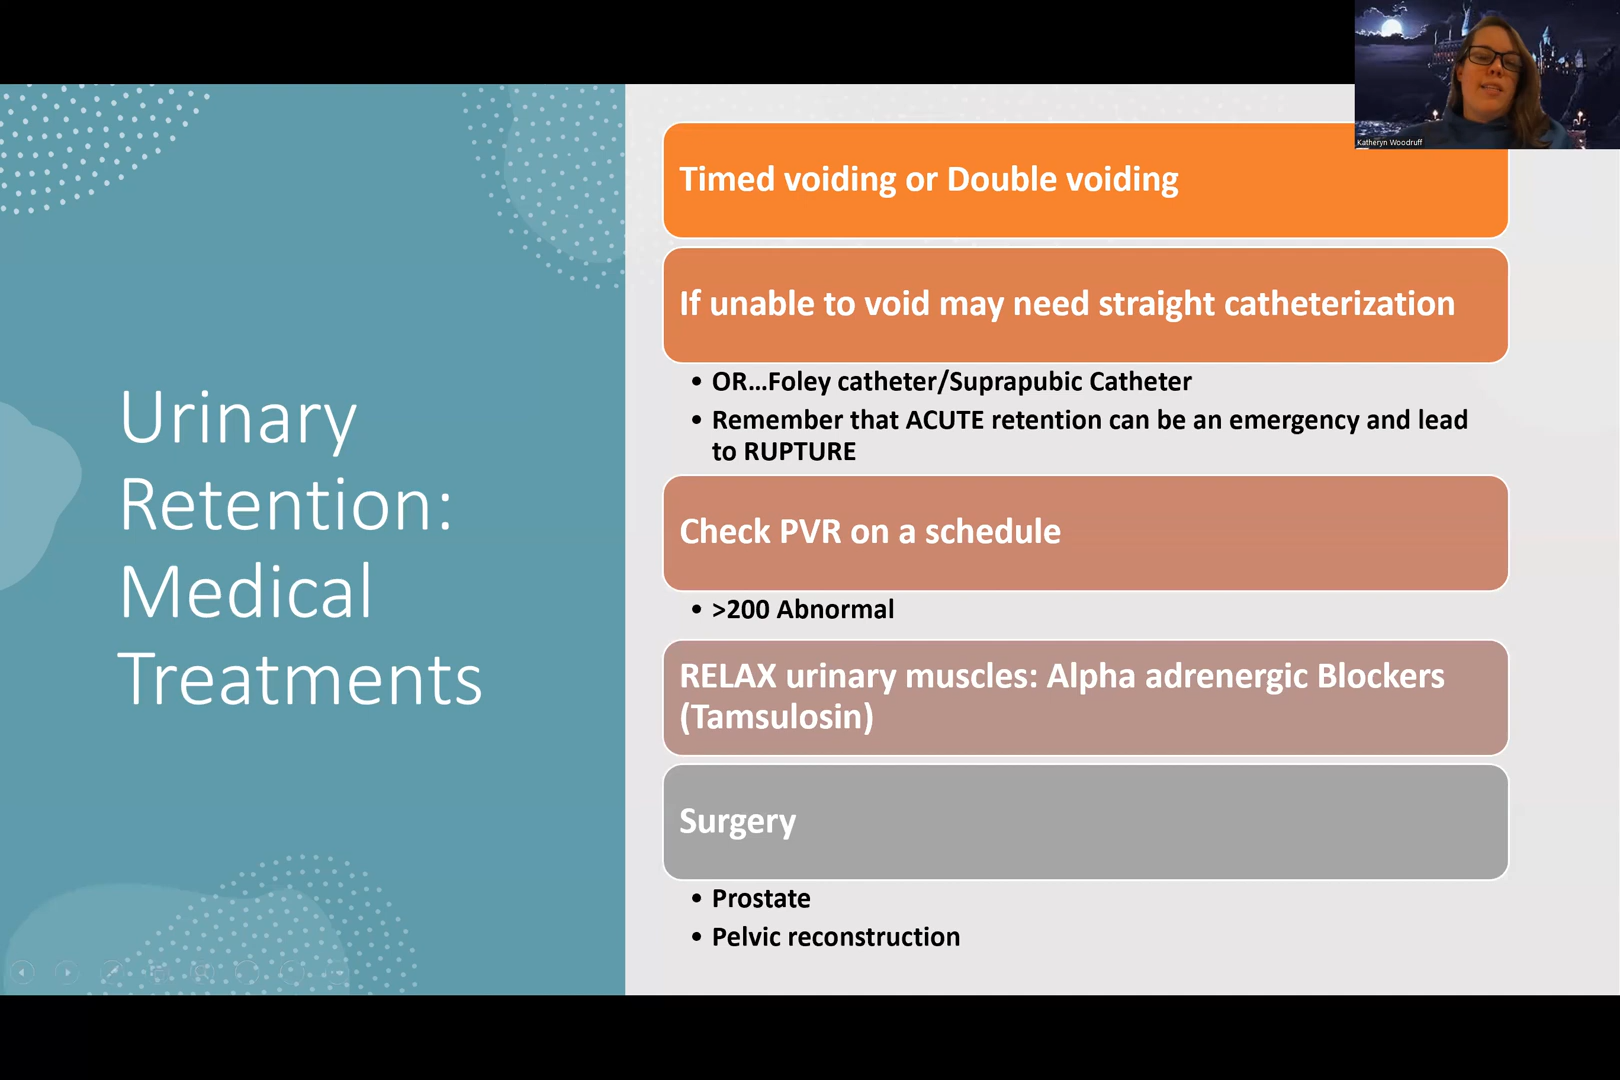 Katheryn Woodruff
Urinary
Retention:
Medical
Treatments
Timed voiding or Double voiding
If unable to void may need straight catheterization
• OR...Foley catheter/Suprapubic Catheter
• Remember that ACUTE retention can be an emergency and lead
to RUPTURE
Check PVR on a schedule
• >200 Abnormal
RELAX urinary muscles: Alpha adrenergic Blockers
(Tamsulosin)
Surgery
• Prostate
• Pelvic reconstruction